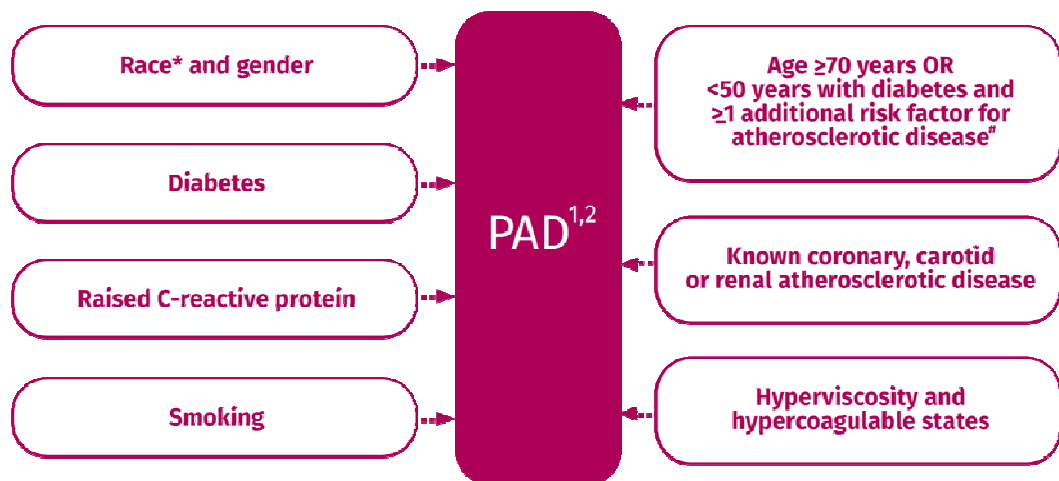 Race* and gender
Diabetes
Raised C-reactive protein
Smoking
PAD1,2
Age ≥70 years OR
<50 years with diabetes and
≥1 additional risk factor for
atherosclerotic disease#
Known coronary, carotid
or renal atherosclerotic disease
Hyperviscosity and
hypercoagulable states